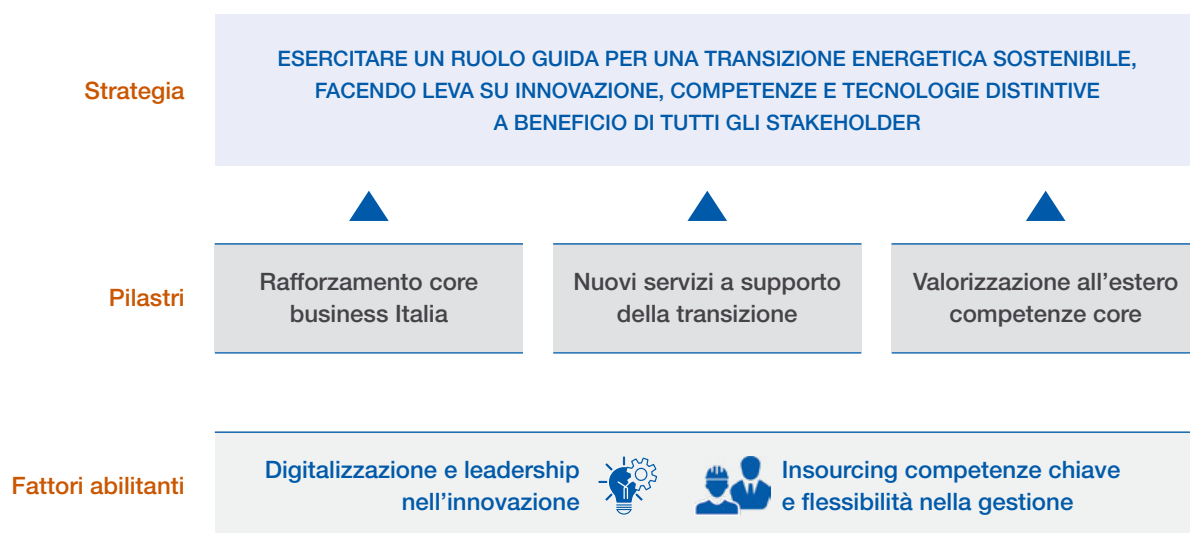 Strategia
ESERCITARE UN RUOLO GUIDA PER UNA TRANSIZIONE ENERGETICA SOSTENIBILE,
FACENDO LEVA SU INNOVAZIONE, COMPETENZE E TECNOLOGIE DISTINTIVE
A BENEFICIO DI TUTTI GLI STAKEHOLDER
Pilastri
Rafforzamento core
business Italia
Nuovi servizi a supporto
della transizione
Valorizzazione all’estero
competenze core
Fattori abilitanti
Digitalizzazione e leadership
nell’innovazione
Insourcing competenze chiave
e flessibilità nella gestione